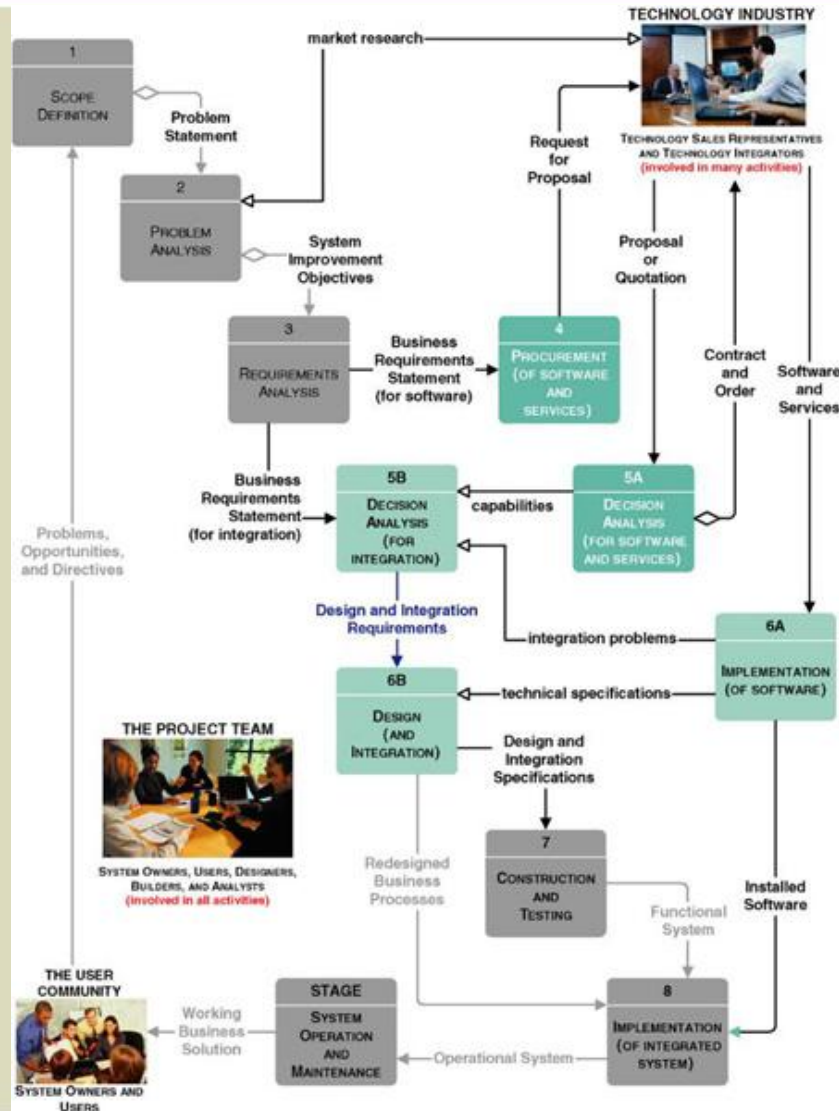 TECHNOLOGY INDUSTRY
market research
1
SCOPE
DEFINITION
Problem
Statement
Request
for
Proposal
TECHNOLOGY SALES REPRESENTATIVES
AND TECHNOLOGY INTEGRATORS
(involved in many activities)
2
PROBLEM
ANALYSIS
System
Improvement
Objectives
Proposal
or
Quotation
3
REQUIREMENTS
ANALYSIS
Business
Requirements
Statement
(for software)
4
PROCUREMENT
(OF SOFTWARE
AND
SERVICES)
Contract
and
Order
Software
and
Services
Business
Requirements
Statement
(for integration)
5B
DECISION
ANALYSIS
(FOR
INTEGRATION)
capabilities
5A
DECISION
ANALYSIS
(FOR SOFTWARE
AND SERVICES)
Problems,
Opportunities,
and Directives
Design and Integration
Requirements
integration problems
6A
IMPLEMENTATION
(OF SOFTWARE)
6B
DESIGN
(AND
INTEGRATION)
technical specifications
THE PROJECT TEAM
SYSTEM OWNERS, USERS, DESIGNERS,
BUILDERS, AND ANALYSTS
(involved in all activities)
Design and
Integration
Specifications
7
CONSTRUCTION
AND
TESTING
Redesigned
Business
Processes
Functional
System
Installed
Software
THE USER
COMMUNITY
SYSTEM OWNERS AND
USERS
Working
Business
Solution
STAGE
SYSTEM
OPERATION
AND
MAINTENANCE
Operational System
8
IMPLEMENTATION
(OF INTEGRATED
SYSTEM)